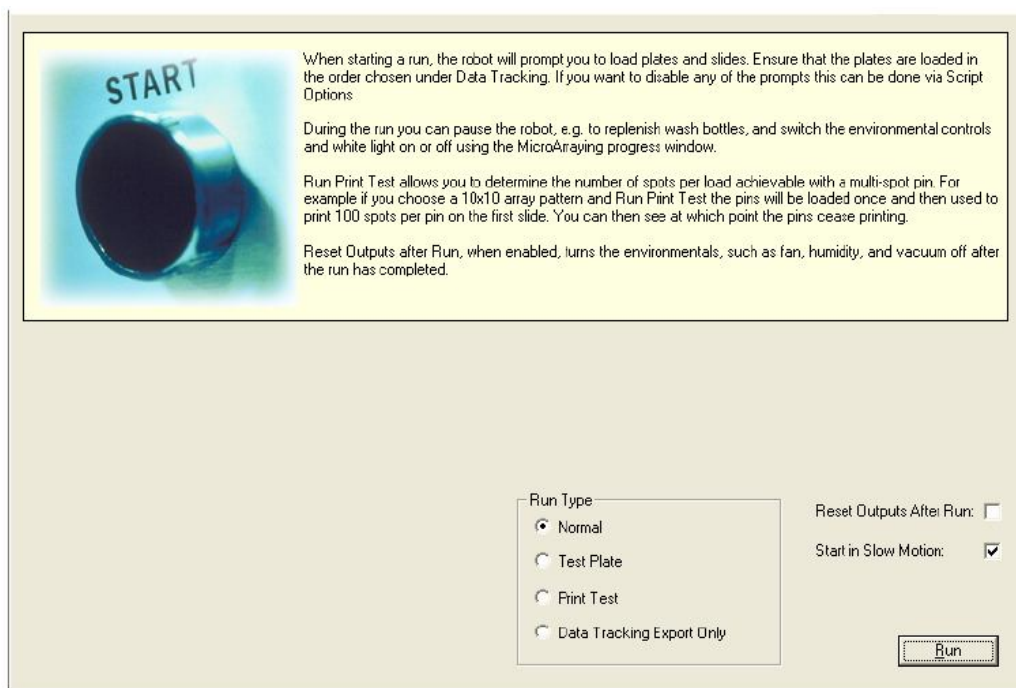 START
When starting a run, the robot will prompt you to load plates and slides. Ensure that the plates are loaded in
the order chosen under Data Tracking. If you want to disable any of the prompts this can be done via Script
Options
During the run you can pause the robot, e.g. to replenish wash bottles, and switch the environmental controls
and white light on or off using the MicroArraying progress window.
Run Print Test allows you to determine the number of spots per load achievable with a multi-spot pin. For
example if you choose a 10x10 array pattern and Run Print Test the pins will be loaded once and then used to
print 100 spots per pin on the first slide. You can then see at which point the pins cease printing.
Reset Outputs after Run, when enabled, turns the environmentals, such as fan, humidity, and vacuum off after
the run has completed.
Run Type
Normal
Test Plate
Print Test
Data Tracking Export Only
Reset Outputs After Run:
Start in Slow Motion:
Run